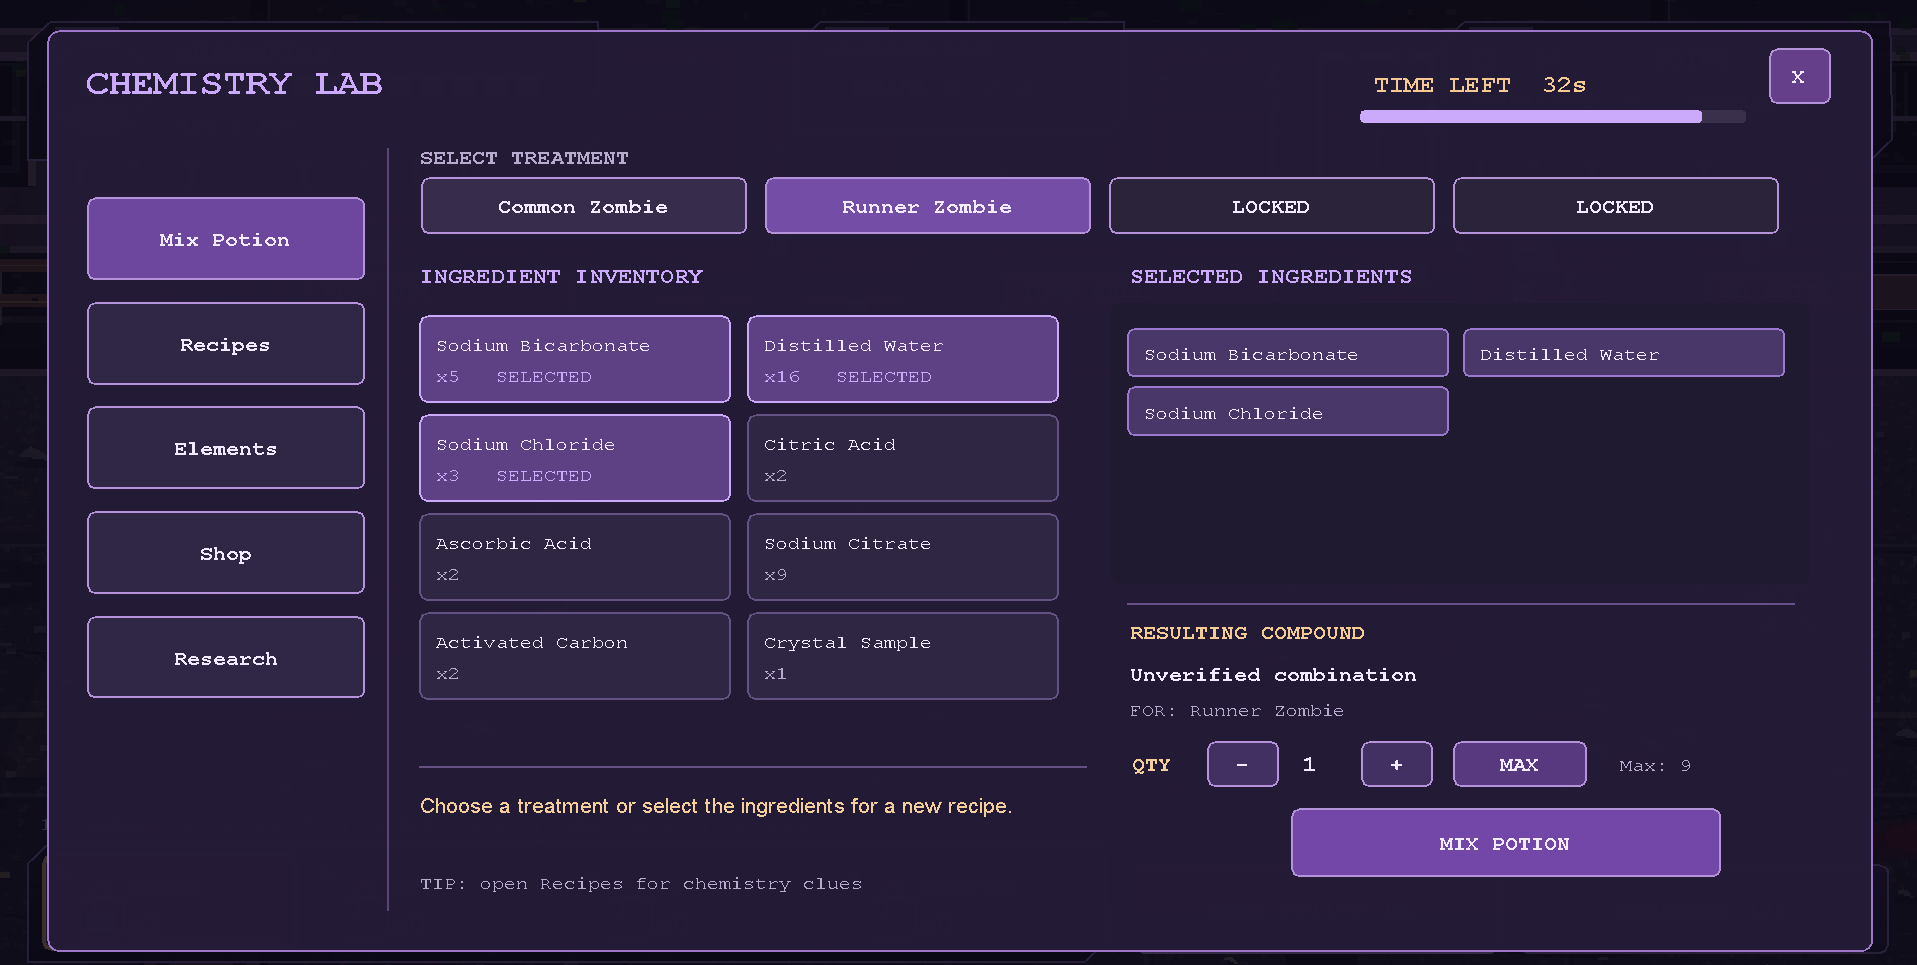 CHEMISTRY LAB
TIME LEFT 32s
X
Mix Potion
Recipes
Elements
Shop
Research
SELECT TREATMENT
Common Zombie
Runner Zombie
LOCKED
LOCKED
INGREDIENT INVENTORY
Sodium Bicarbonate
x5 SELECTED
Distilled Water
x16 SELECTED
Sodium Chloride
x3 SELECTED
Citric Acid
x2
Ascorbic Acid
x2
Sodium Citrate
x9
Activated Carbon
x2
Crystal Sample
x1
Choose a treatment or select the ingredients for a new recipe.
TIP: open Recipes for chemistry clues
SELECTED INGREDIENTS
Sodium Bicarbonate
Distilled Water
Sodium Chloride
RESULTING COMPOUND
Unverified combination
FOR: Runner Zombie
QTY - 1 + MAX Max: 9
MIX POTION